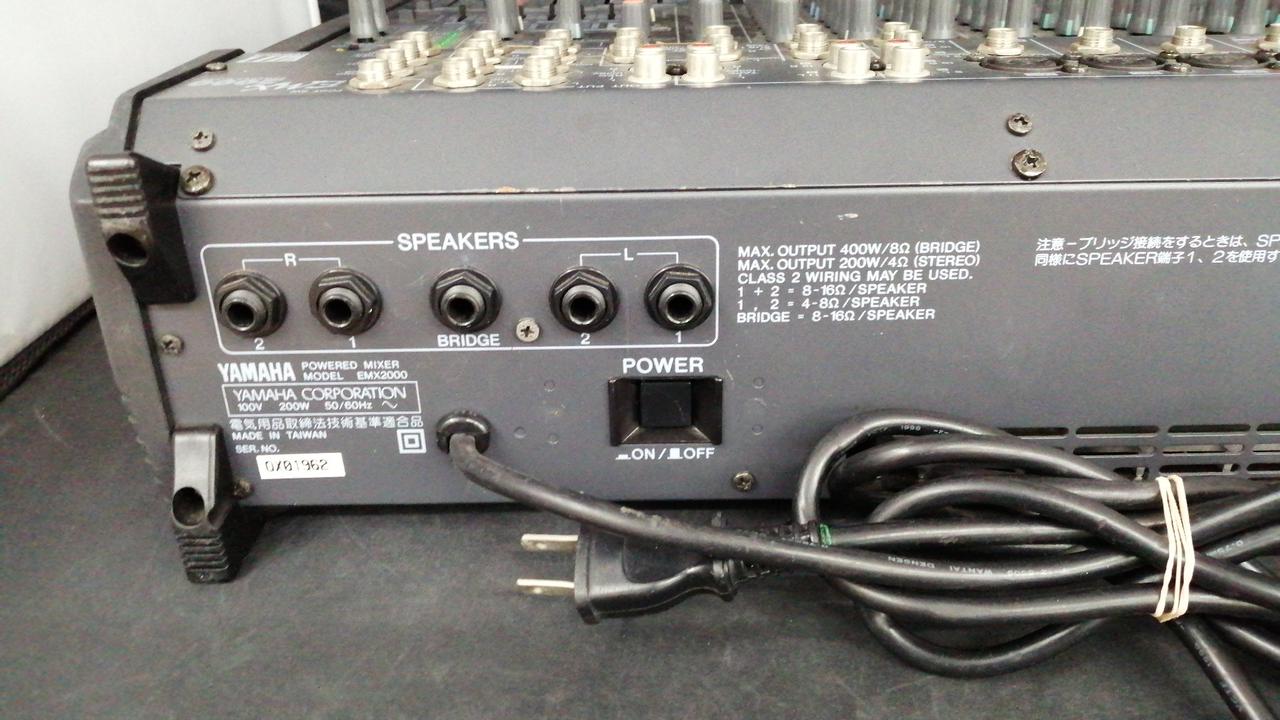 SPEAKERS
R
L
2
1
BRIDGE
2
1
MAX. OUTPUT 400W/8Ω (BRIDGE)
MAX. OUTPUT 200W/4Ω (STEREO)
CLASS 2 WIRING MAY BE USED.
1 + 2 = 8-16Ω/SPEAKER
1 , 2 = 4-8Ω/SPEAKER
BRIDGE = 8-16Ω/SPEAKER
注意-ブリッジ接続をするときは、SP
同様にSPEAKER端子1、2を使用す
YAMAHA POWERED MIXER
MODEL EMX2000
YAMAHA CORPORATION
100V 200W 50/60Hz ～
電気用品取締法技術基準適合品
MADE IN TAIWAN
SER. NO.
OX01962
POWER
ON / OFF
WANTAI DENSEN